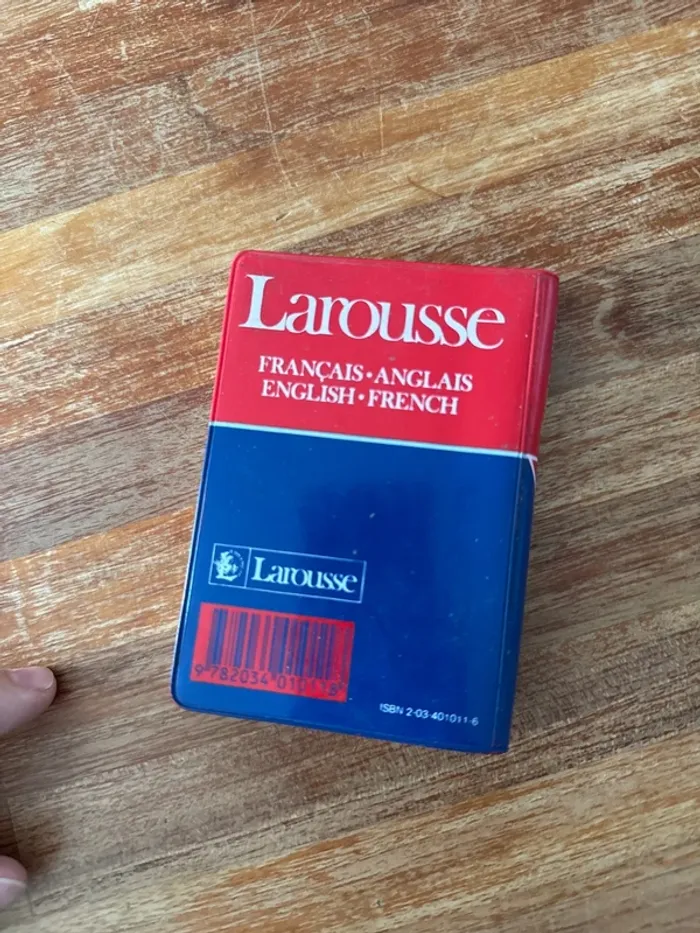 Larousse
FRANÇAIS • ANGLAIS
ENGLISH • FRENCH
Larousse
ISBN 2-03-401011-6